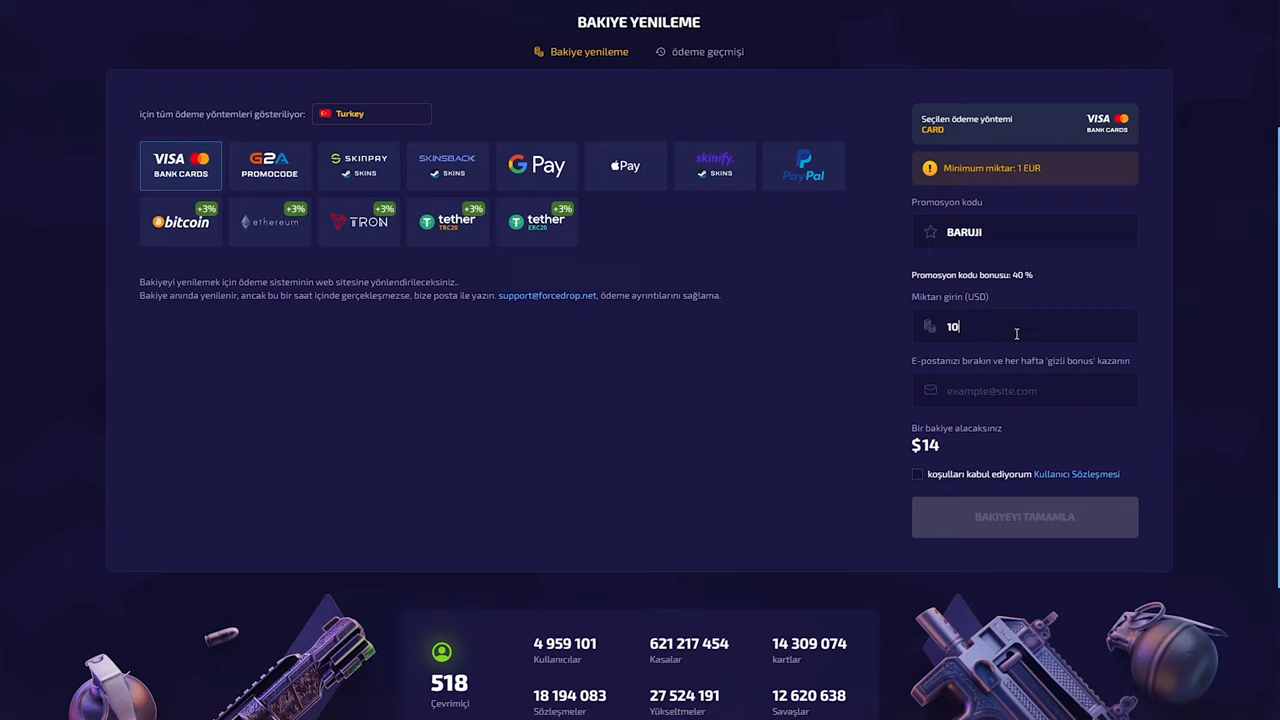 BAKIYE YENILEME
Bakiye yenileme
ödeme geçmişi
için tüm ödeme yöntemleri gösteriliyor:
Turkey
VISA
BANK CARDS
G2A
PROMOCODE
SKINPAY
SKINS
SKINSBACK
SKINS
G Pay
Pay
skinify.
SKINS
PayPal
bitcoin
+3%
ethereum
+3%
TRON
+3%
tether
TRC20
+3%
tether
ERC20
+3%
Bakiyeyi yenilemek için ödeme sisteminin web sitesine yönlendirileceksiniz..
Bakiye anında yenilenir, ancak bu bir saat içinde gerçekleşmezse, bize posta ile yazın. support@forcedrop.net, ödeme ayrıntılarını sağlama.
Seçilen ödeme yöntemi
CARD
VISA
BANK CARDS
Minimum miktar: 1 EUR
Promosyon kodu
BARUJI
Promosyon kodu bonusu: 40 %
Miktarı girin (USD)
10
E-postanızı bırakın ve her hafta 'gizli bonus' kazanın
example@site.com
Bir bakiye alacaksınız
$14
koşulları kabul ediyorum Kullanıcı Sözleşmesi
BAKIYEYI TAMAMLA
518
Çevrimiçi
4 959 101
Kullanıcılar
621 217 454
Kasalar
14 309 074
kartlar
18 194 083
Sözleşmeler
27 524 191
Yükseltmeler
12 620 638
Savaşlar